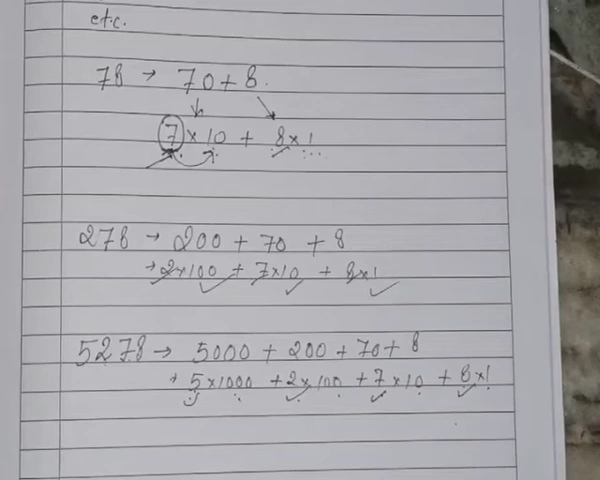 etc.
78 → 70 + 8.
7 × 10 + 8 × 1
278 → 200 + 70 + 8
→ 2×100 + 7×10 + 8×1
5278 → 5000 + 200 + 70 + 8
→ 5×1000 + 2×100 + 7×10 + 8×1